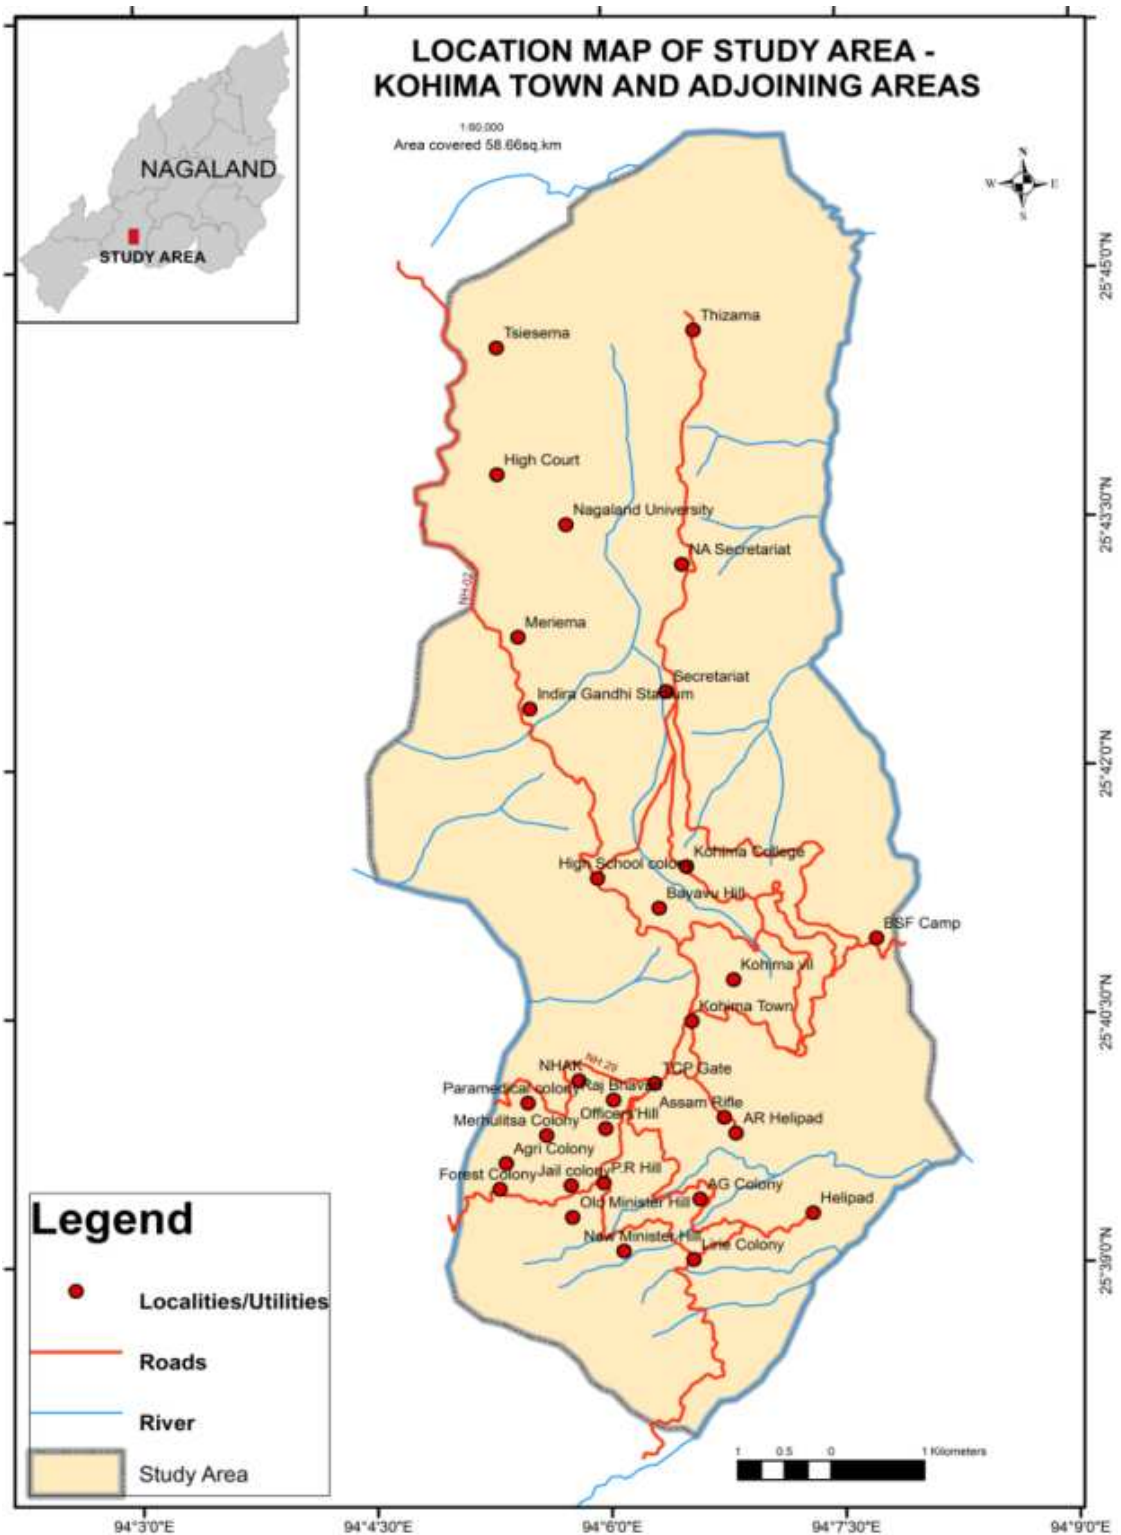 LOCATION MAP OF STUDY AREA -
KOHIMA TOWN AND ADJOINING AREAS
1:60,000
Area covered 58.66sq.km
NAGALAND
STUDY AREA
N
W E
S
25°45'0"N
Thizama
Tsiesema
High Court
Nagaland University
25°43'30"N
NA Secretariat
NH-02
Meriema
Secretariat
Indira Gandhi Stadium
25°42'0"N
Kohima College
High School colony
Bayavu Hill
BSF Camp
Kohima vil
Kohima Town
25°40'30"N
NH 29
NHAK
TCP Gate
Paramedical colony
Raj Bhavan
Assam Rifle
Officers Hill
Merhulitsa Colony
AR Helipad
Agri Colony
Forest Colony
Jail colony
P.R Hill
AG Colony
Helipad
Old Minister Hill
New Minister Hill
Line Colony
25°39'0"N
Legend
Localities/Utilities
Roads
River
Study Area
1 0.5 0 1 Kilometers
94°3'0"E 94°4'30"E 94°6'0"E 94°7'30"E 94°9'0"E